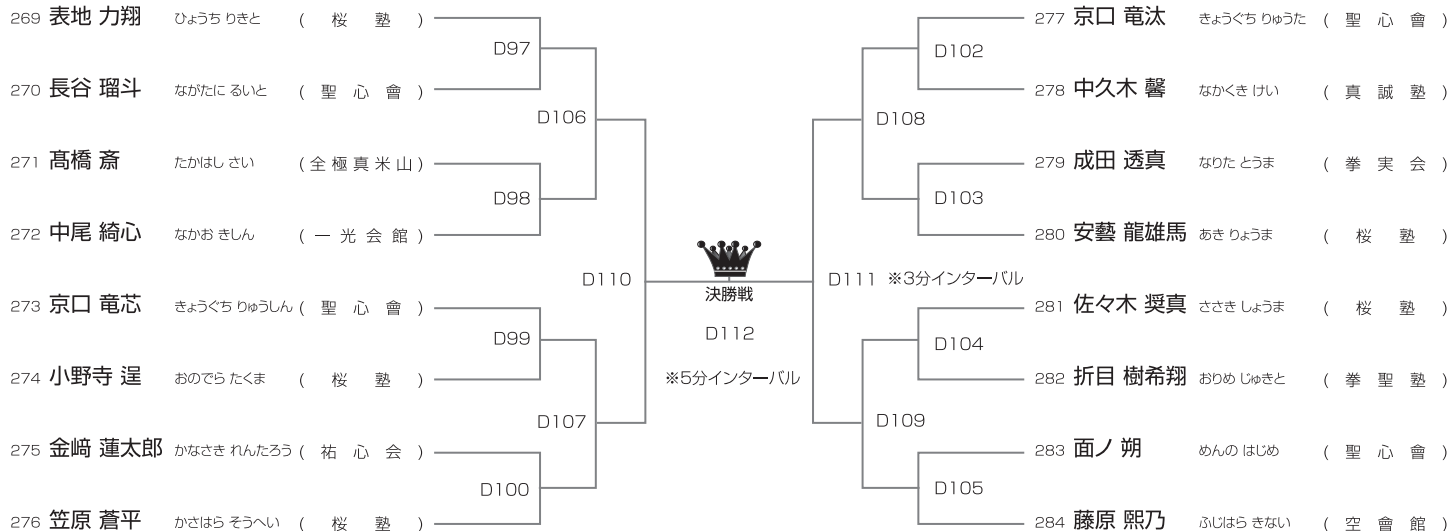 269 表地 力翔 ひょうち りきと ( 桜 塾 )
D97
270 長谷 瑠斗 ながたに るいと ( 聖 心 會 )
D106
271 髙橋 斎 たかはし さい (全極真米山)
D98
272 中尾 綺心 なかお きしん ( 一 光 会 館 )
D110
273 京口 竜芯 きょうぐち りゅうしん ( 聖 心 會 )
D99
274 小野寺 逞 おのでら たくま ( 桜 塾 )
D107
275 金﨑 蓮太郎 かなさき れんたろう ( 祐 心 会 )
D100
276 笠原 蒼平 かさはら そうへい ( 桜 塾 )
決勝戦
D112
※5分インターバル
277 京口 竜汰 きょうぐち りゅうた ( 聖 心 會 )
D102
278 中久木 馨 なかくき けい ( 真 誠 塾 )
D108
279 成田 透真 なりた とうま ( 拳 実 会 )
D103
280 安藝 龍雄馬 あき りょうま ( 桜 塾 )
D111 ※3分インターバル
281 佐々木 奨真 ささき しょうま ( 桜 塾 )
D104
282 折目 樹希翔 おりめ じゅきと ( 拳 聖 塾 )
D109
283 面ノ 朔 めんの はじめ ( 聖 心 會 )
D105
284 藤原 熙乃 ふじはら きない ( 空 會 館 )